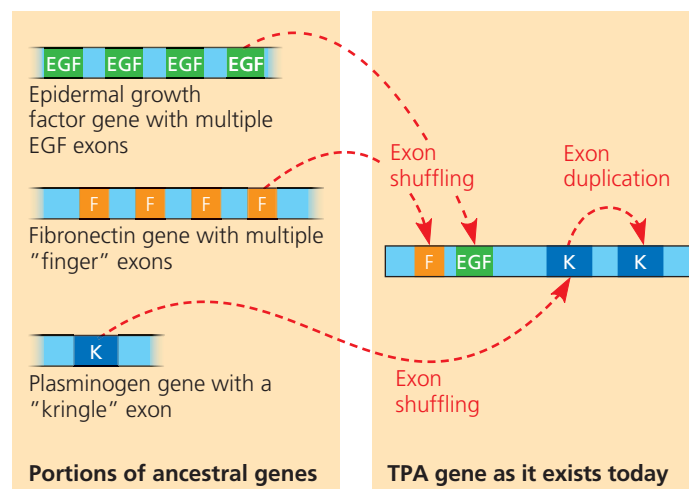 EGF EGF EGF EGF
Epidermal growth
factor gene with multiple
EGF exons
F F F F
Fibronectin gene with multiple
"finger" exons
K
Plasminogen gene with a
"kringle" exon
Portions of ancestral genes
Exon
shuffling
Exon
duplication
F EGF K K
Exon
shuffling
TPA gene as it exists today